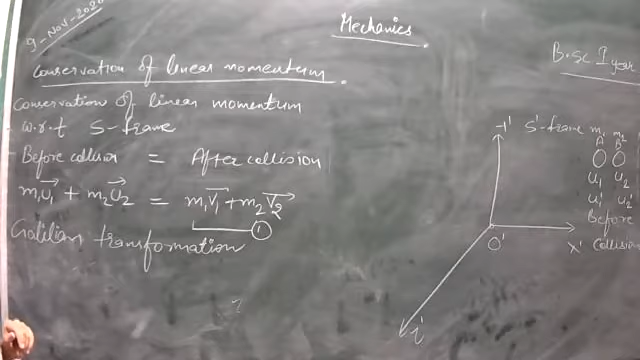 9-Nov-2020
Mechanics.
B.Sc I year
Conservation of linear momentum.
Conservation of linear momentum
w.r.t S-frame
Before collision = After collision
m₁u₁⃗ + m₂u₂⃗ = m₁v₁⃗ + m₂v₂⃗
①
Galilian transformation
S'-frame
m₁ m₂
A B
u₁ u₂
u₁' u₂'
Before
Collision
O'
X'